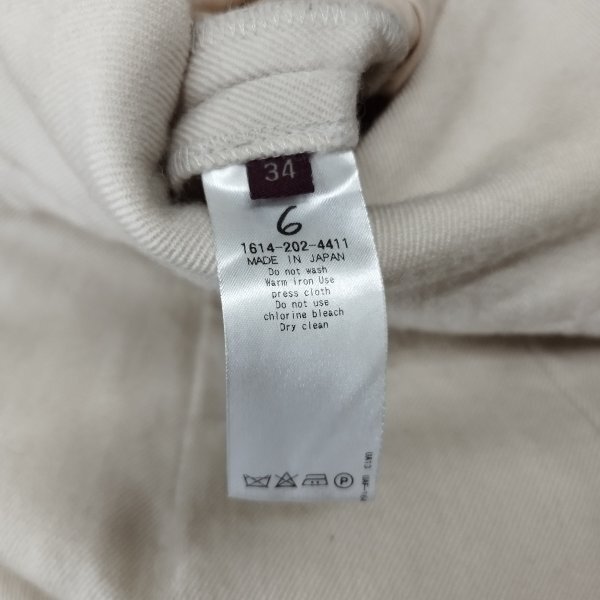 34
6
1614-202-4411
MADE IN JAPAN
Do not wash
Warm iron Use
press cloth
Do not use
chlorine bleach
Dry clean
P